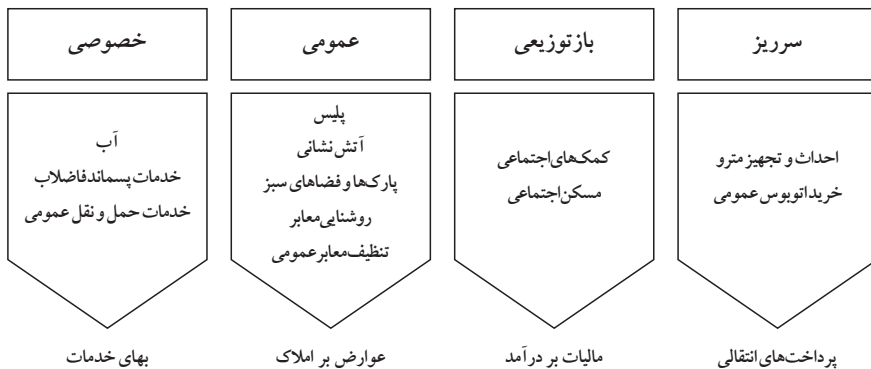 سرریز
احداث و تجهیز مترو
خرید اتوبوس عمومی
پرداخت‌های انتقالی
بازتوزیعی
کمک‌های اجتماعی
مسکن اجتماعی
مالیات بر درآمد
عمومی
پلیس
آتش‌نشانی
پارک‌ها و فضاهای سبز
روشنایی معابر
تنظیف معابر عمومی
عوارض بر املاک
خصوصی
آب
خدمات پسماند فاضلاب
خدمات حمل و نقل عمومی
بهای خدمات